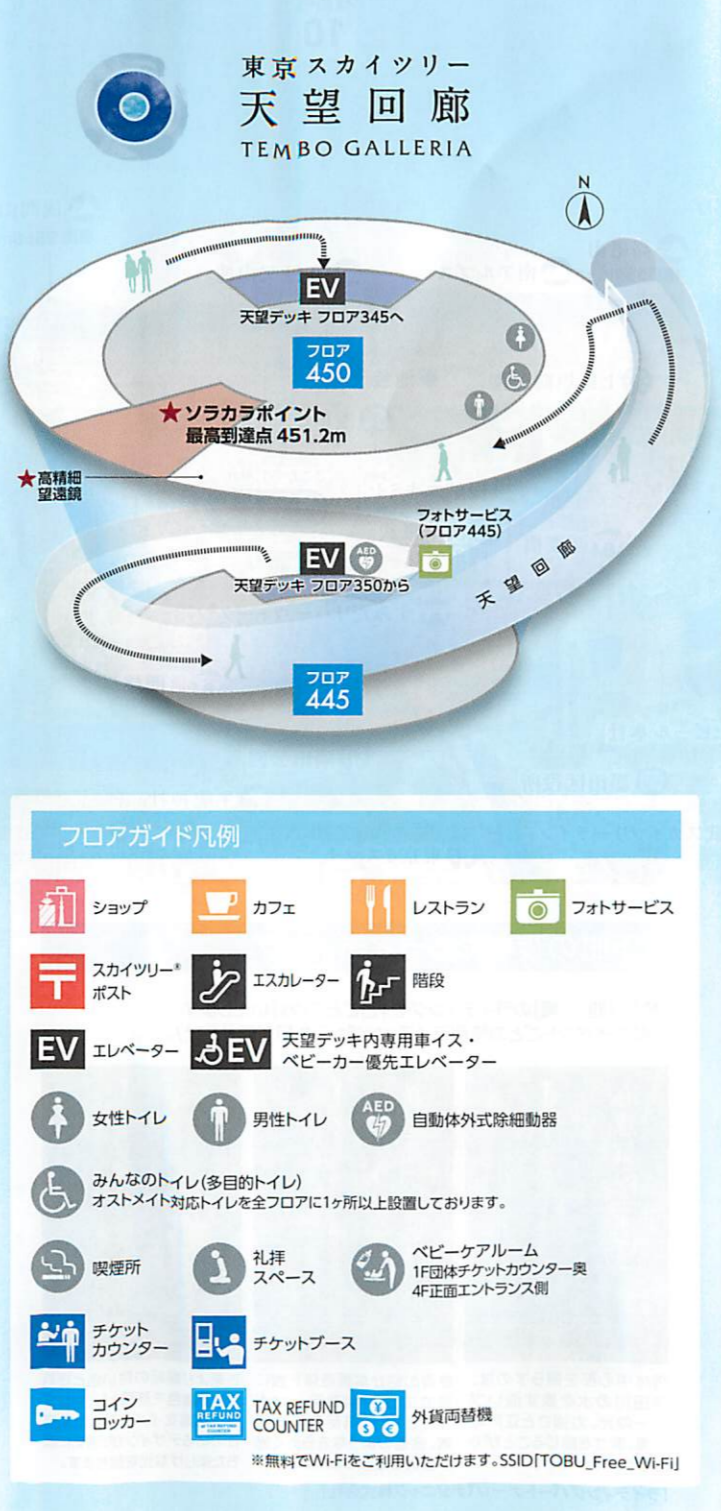 東京スカイツリー
天望回廊
TEMBO GALLERIA
N
EV
天望デッキ フロア345へ
フロア
450
★ソラカラポイント
最高到達点 451.2m
★高精細
望遠鏡
フォトサービス
(フロア445)
EV
AED
天望デッキ フロア350から
天望回廊
フロア
445
フロアガイド凡例
ショップ
カフェ
レストラン
フォトサービス
スカイツリー®
ポスト
エスカレーター
階段
EV
エレベーター
EV
天望デッキ内専用車イス・
ベビーカー優先エレベーター
女性トイレ
男性トイレ
AED
自動体外式除細動器
みんなのトイレ(多目的トイレ)
オストメイト対応トイレを全フロアに1ヶ所以上設置しております。
喫煙所
礼拝
スペース
ベビーケアルーム
1F団体チケットカウンター奥
4F正面エントランス側
チケット
カウンター
チケットブース
コイン
ロッカー
TAX
REFUND
TAX REFUND
COUNTER
外貨両替機
※無料でWi-Fiをご利用いただけます。SSID「TOBU_Free_Wi-Fi」